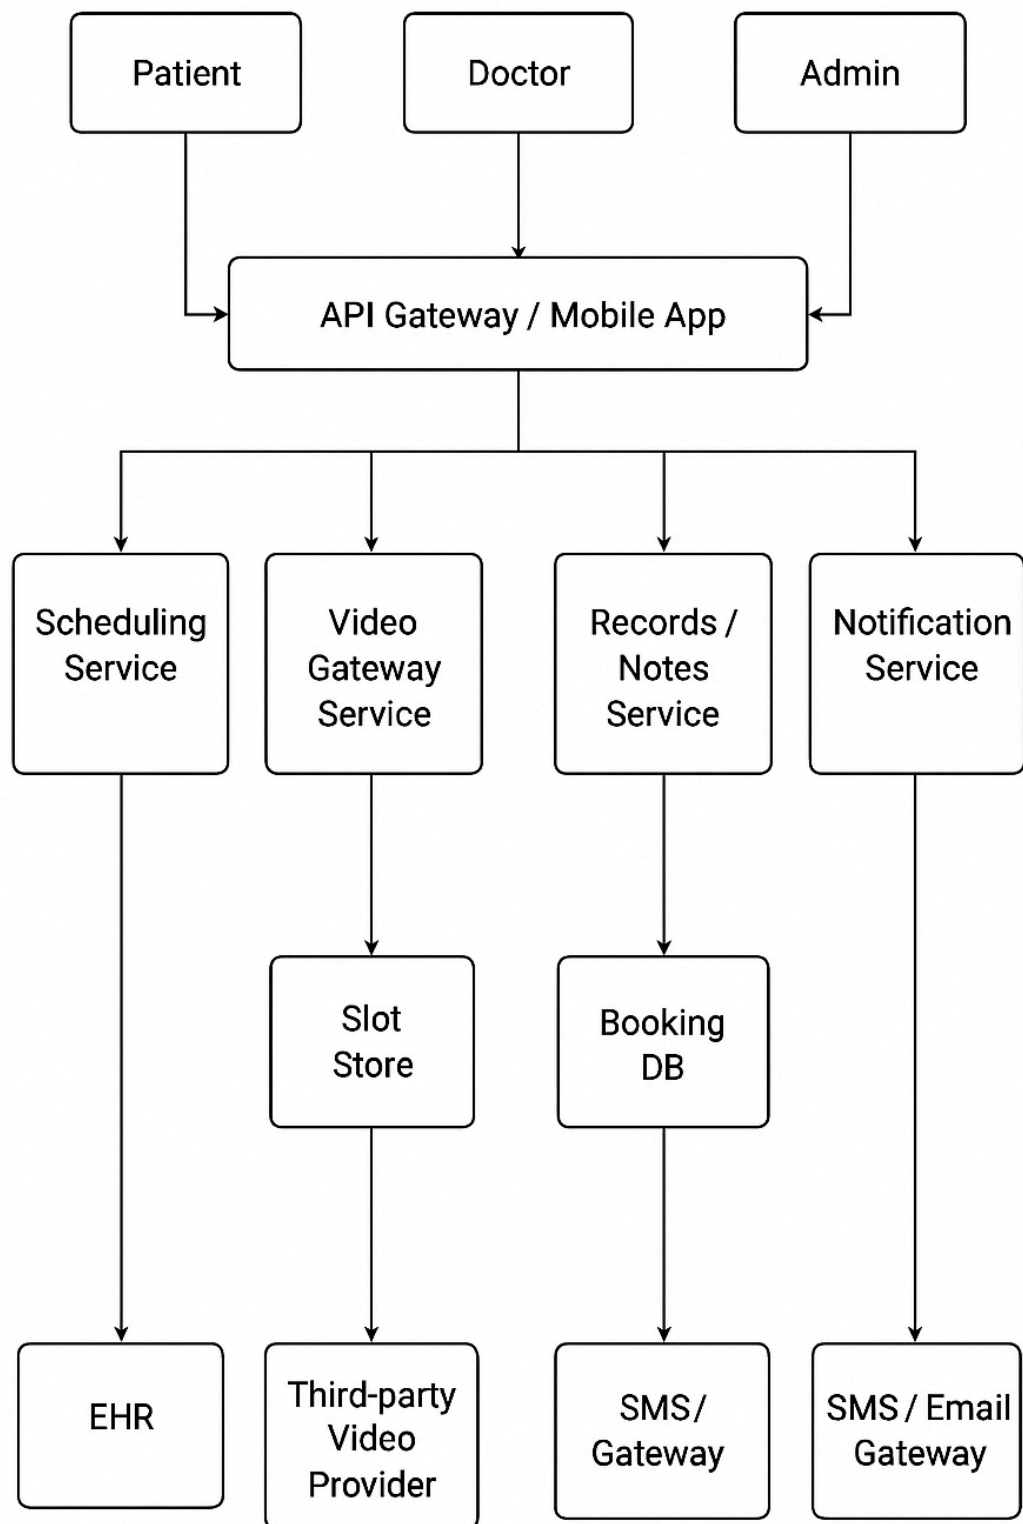 Patient
Doctor
Admin
API Gateway / Mobile App
Scheduling
Service
Video
Gateway
Service
Records /
Notes
Service
Notification
Service
Slot
Store
Booking
DB
EHR
Third-party
Video
Provider
SMS /
Gateway
SMS / Email
Gateway